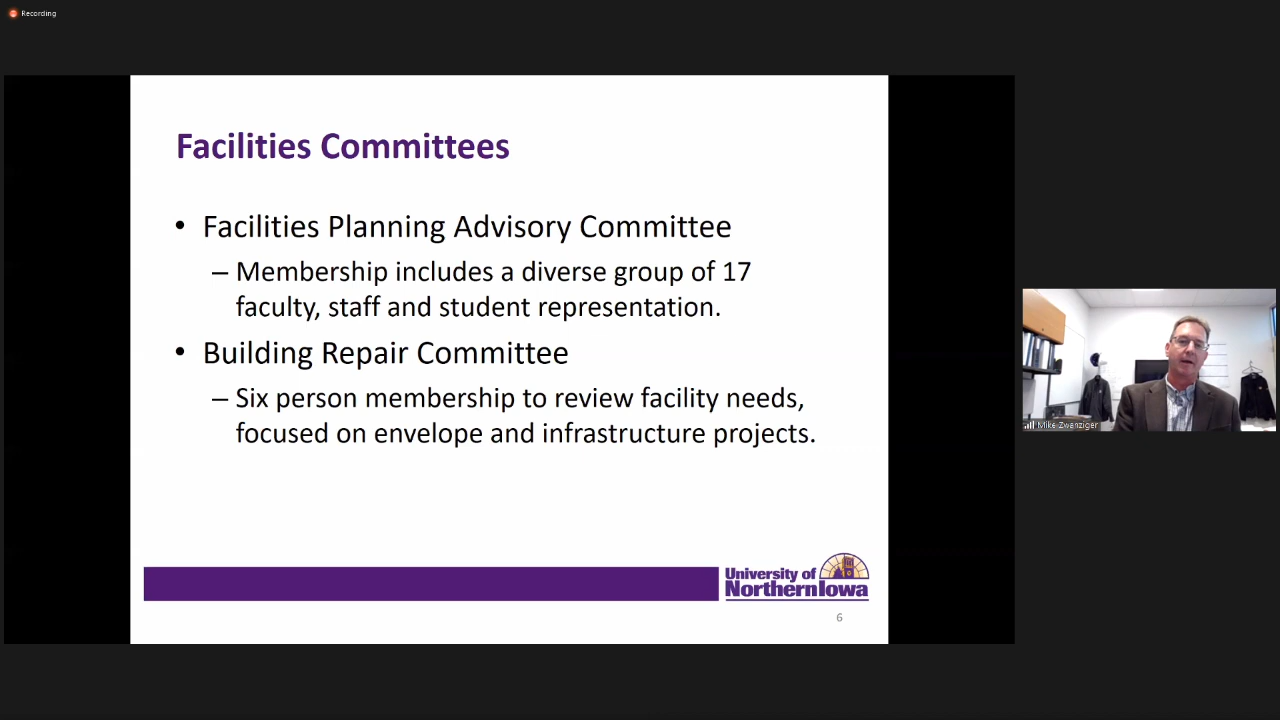 Recording
Facilities Committees
• Facilities Planning Advisory Committee
– Membership includes a diverse group of 17
faculty, staff and student representation.
• Building Repair Committee
– Six person membership to review facility needs,
focused on envelope and infrastructure projects.
University of
NorthernIowa
6
Mike Zwanziger